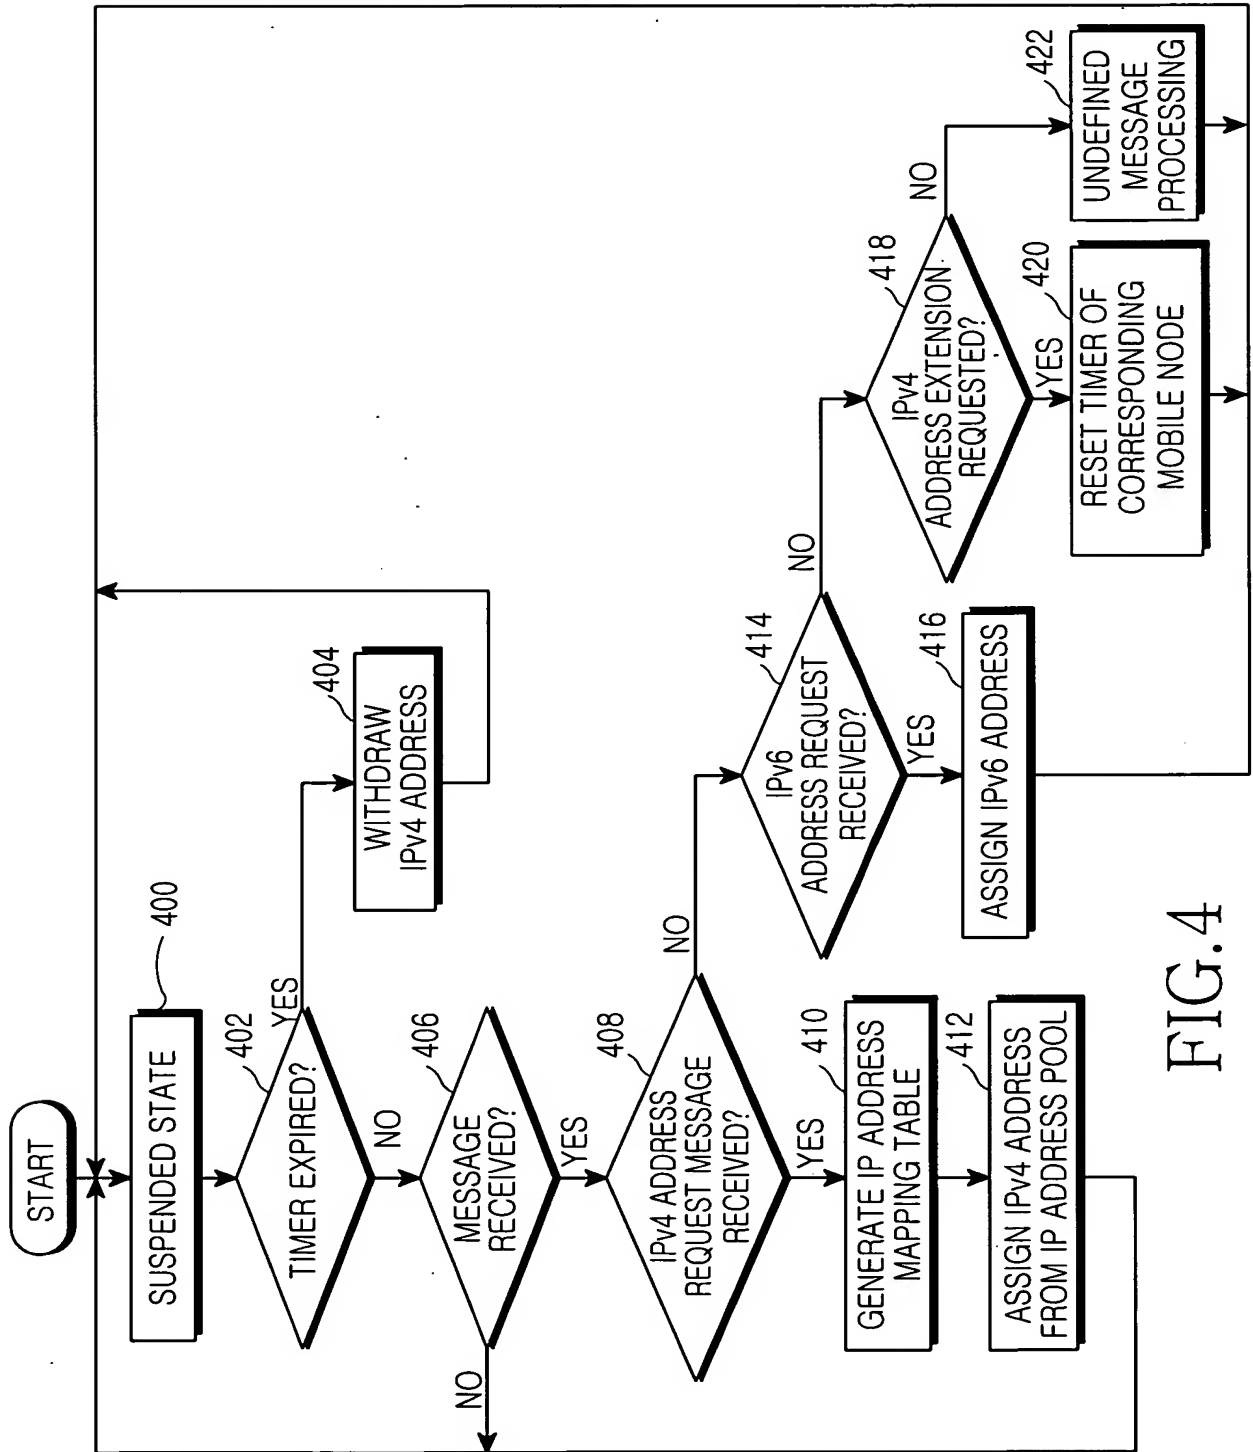 START
SUSPENDED STATE
400
TIMER EXPIRED?
402
YES
NO
WITHDRAW
IPv4 ADDRESS
404
MESSAGE
RECEIVED?
406
NO
YES
IPv4 ADDRESS
REQUEST MESSAGE
RECEIVED?
408
NO
YES
GENERATE IP ADDRESS
MAPPING TABLE
410
ASSIGN IPv4 ADDRESS
FROM IP ADDRESS POOL
412
IPv6
ADDRESS REQUEST
RECEIVED?
414
NO
YES
ASSIGN IPv6 ADDRESS
416
IPv4
ADDRESS EXTENSION
REQUESTED?
418
NO
YES
RESET TIMER OF
CORRESPONDING
MOBILE NODE
420
UNDEFINED
MESSAGE
PROCESSING
422
FIG.4